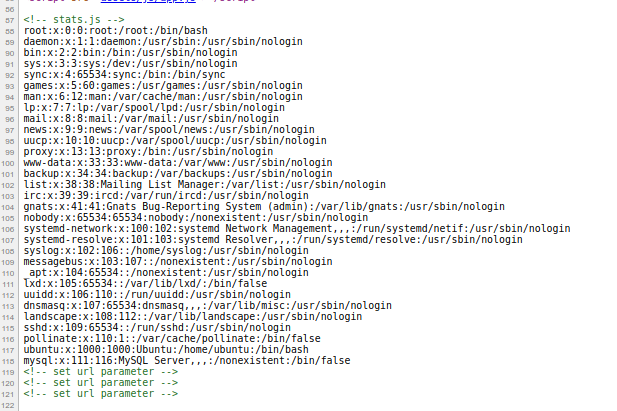 86
87 <!-- stats.js -->
88 root:x:0:0:root:/root:/bin/bash
89 daemon:x:1:1:daemon:/usr/sbin:/usr/sbin/nologin
90 bin:x:2:2:bin:/bin:/usr/sbin/nologin
91 sys:x:3:3:sys:/dev:/usr/sbin/nologin
92 sync:x:4:65534:sync:/bin:/bin/sync
93 games:x:5:60:games:/usr/games:/usr/sbin/nologin
94 man:x:6:12:man:/var/cache/man:/usr/sbin/nologin
95 lp:x:7:7:lp:/var/spool/lpd:/usr/sbin/nologin
96 mail:x:8:8:mail:/var/mail:/usr/sbin/nologin
97 news:x:9:9:news:/var/spool/news:/usr/sbin/nologin
98 uucp:x:10:10:uucp:/var/spool/uucp:/usr/sbin/nologin
99 proxy:x:13:13:proxy:/bin:/usr/sbin/nologin
100 www-data:x:33:33:www-data:/var/www:/usr/sbin/nologin
101 backup:x:34:34:backup:/var/backups:/usr/sbin/nologin
102 list:x:38:38:Mailing List Manager:/var/list:/usr/sbin/nologin
103 irc:x:39:39:ircd:/var/run/ircd:/usr/sbin/nologin
104 gnats:x:41:41:Gnats Bug-Reporting System (admin):/var/lib/gnats:/usr/sbin/nologin
105 nobody:x:65534:65534:nobody:/nonexistent:/usr/sbin/nologin
106 systemd-network:x:100:102:systemd Network Management,,,:/run/systemd/netif:/usr/sbin/nologin
107 systemd-resolve:x:101:103:systemd Resolver,,,:/run/systemd/resolve:/usr/sbin/nologin
108 syslog:x:102:106::/home/syslog:/usr/sbin/nologin
109 messagebus:x:103:107::/nonexistent:/usr/sbin/nologin
110 _apt:x:104:65534::/nonexistent:/usr/sbin/nologin
111 lxd:x:105:65534::/var/lib/lxd/:/bin/false
112 uuidd:x:106:110::/run/uuidd:/usr/sbin/nologin
113 dnsmasq:x:107:65534:dnsmasq,,,:/var/lib/misc:/usr/sbin/nologin
114 landscape:x:108:112::/var/lib/landscape:/usr/sbin/nologin
115 sshd:x:109:65534::/run/sshd:/usr/sbin/nologin
116 pollinate:x:110:1::/var/cache/pollinate:/bin/false
117 ubuntu:x:1000:1000:Ubuntu:/home/ubuntu:/bin/bash
118 mysql:x:111:116:MySQL Server,,,:/nonexistent:/bin/false
119 <!-- set url parameter -->
120 <!-- set url parameter -->
121 <!-- set url parameter -->
122